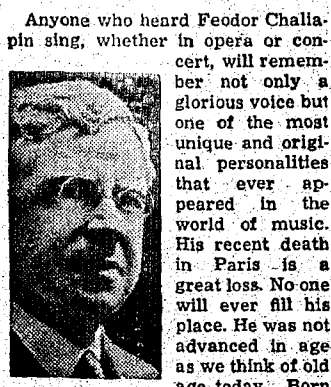 Anyone who heard Feodor Chalia-
pin sing, whether in opera or con-
cert, will remem-
ber not only a
glorious voice but
one of the most
unique and origi-
nal personalities
that ever ap-
peared in the
world of music.
His recent death
in Paris is a
great loss. No one
will ever fill his
place. He was not
advanced in age
as we think of old
age today. Born